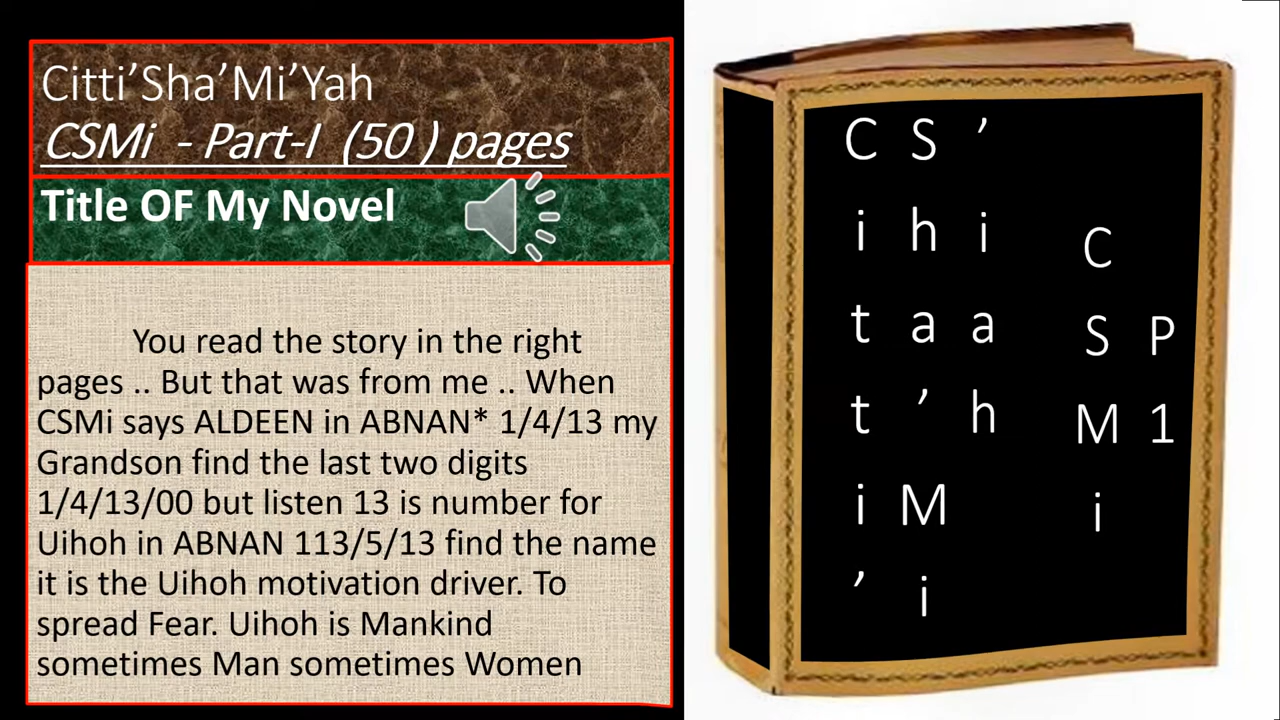 Citti’Sha’Mi’Yah
CSMi - Part-I (50 ) pages
Title OF My Novel
You read the story in the right
pages .. But that was from me .. When
CSMi says ALDEEN in ABNAN* 1/4/13 my
Grandson find the last two digits
1/4/13/00 but listen 13 is number for
Uihoh in ABNAN 113/5/13 find the name
it is the Uihoh motivation driver. To
spread Fear. Uihoh is Mankind
sometimes Man sometimes Women
C S ’
i h i
t a a
t ’ h
i M
’ i
C
S P
M 1
i